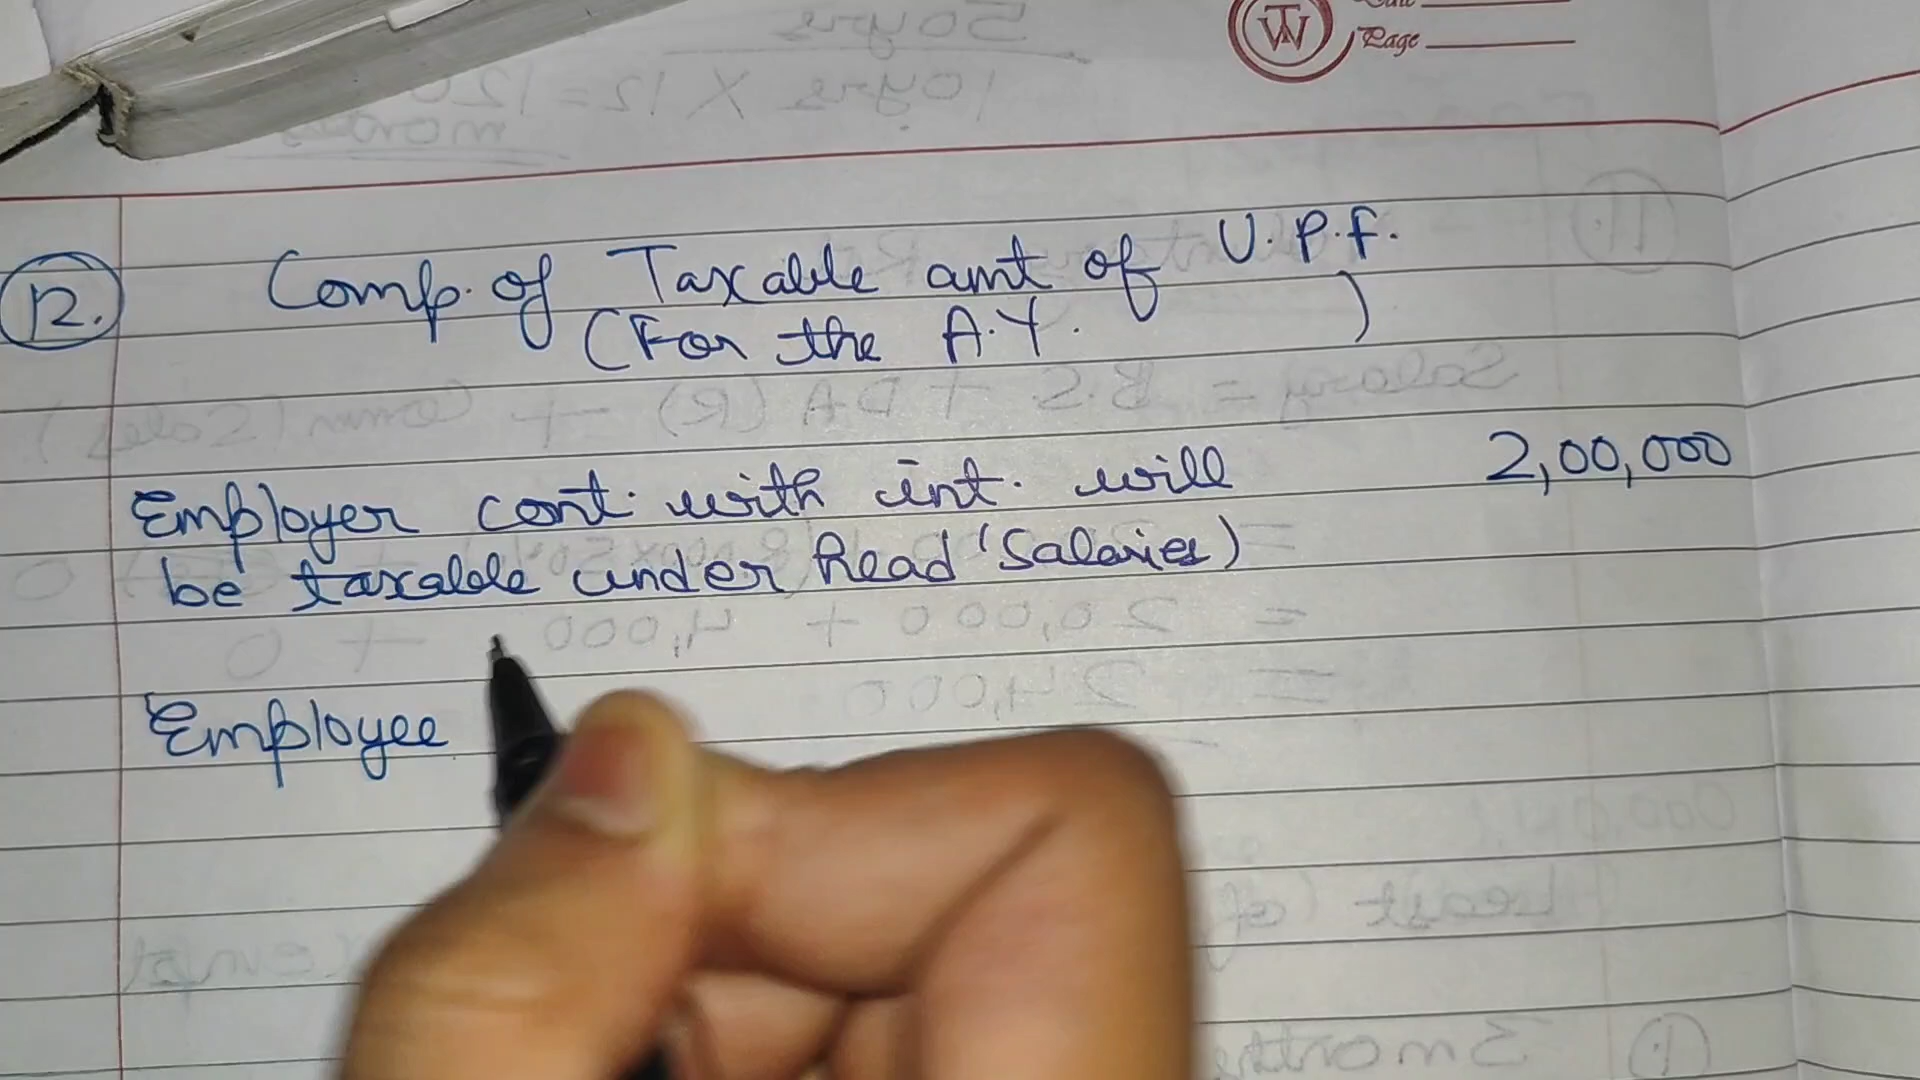 Date
Page
12.
Comp. of Taxable amt of U.P.F.
(For the A.Y. )
Employer cont. with int. will 2,00,000
be taxable under head 'Salaries)
Employee